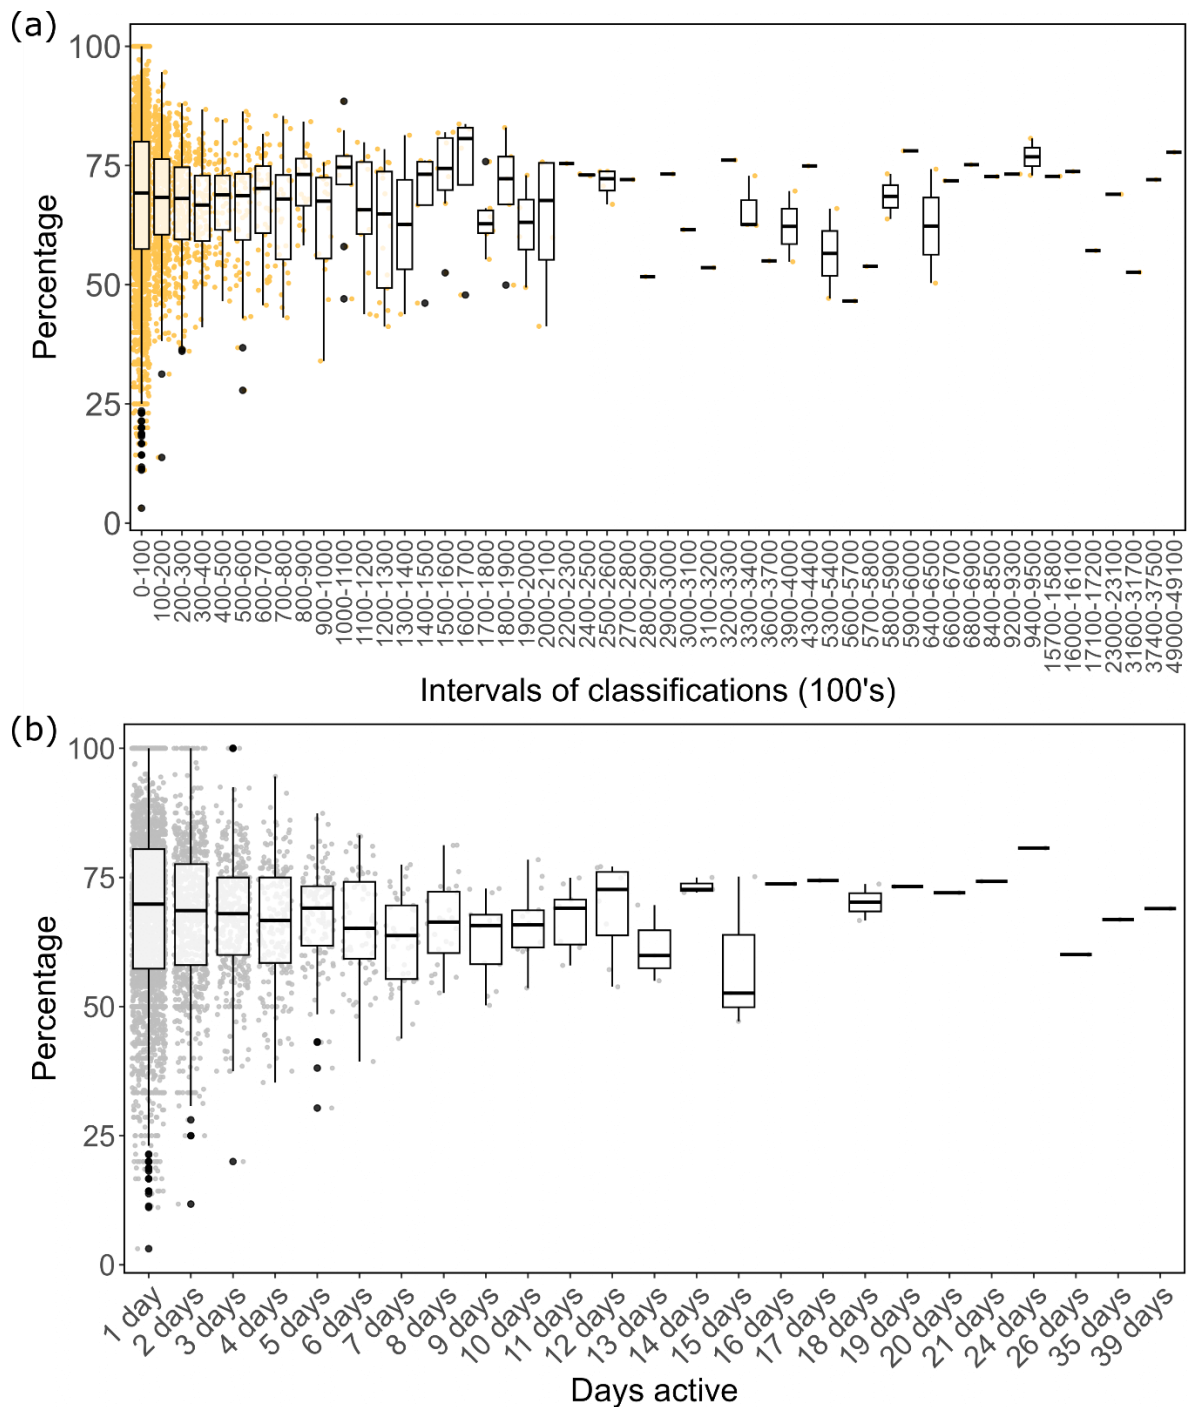 (a)
100
75
50
25
0
Percentage
0-100
100-200
200-300
300-400
400-500
500-600
600-700
700-800
800-900
900-1000
1000-1100
1100-1200
1200-1300
1300-1400
1400-1500
1500-1600
1600-1700
1700-1800
1800-1900
1900-2000
2000-2100
2200-2300
2400-2500
2500-2600
2700-2800
2800-2900
2900-3000
3000-3100
3100-3200
3200-3300
3300-3400
3600-3700
3900-4000
4300-4400
5300-5400
5600-5700
5700-5800
5800-5900
5900-6000
6400-6500
6600-6700
6800-6900
8400-8500
9200-9300
9400-9500
15700-15800
16000-16100
17100-17200
23000-23100
31600-31700
37400-37500
49000-49100
Intervals of classifications (100's)
(b)
100
75
50
25
0
Percentage
1 day
2 days
3 days
4 days
5 days
6 days
7 days
8 days
9 days
10 days
11 days
12 days
13 days
14 days
15 days
16 days
17 days
18 days
19 days
20 days
21 days
24 days
26 days
35 days
39 days
Days active